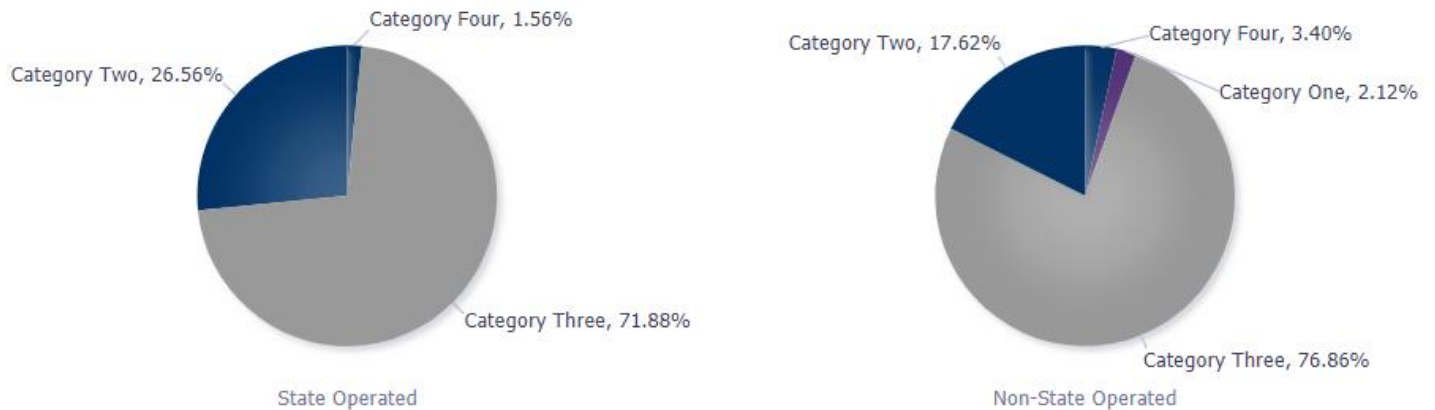 Category Four, 1.56%
Category Two, 26.56%
Category Three, 71.88%
State Operated
Category Four, 3.40%
Category Two, 17.62%
Category One, 2.12%
Category Three, 76.86%
Non-State Operated